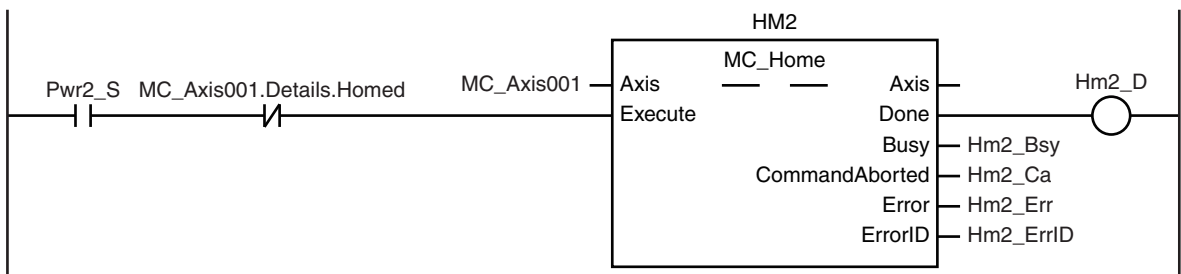 HM2
MC_Home
Pwr2_S MC_Axis001.Details.Homed MC_Axis001 Axis Axis Hm2_D
Execute Done
Busy Hm2_Bsy
CommandAborted Hm2_Ca
Error Hm2_Err
ErrorID Hm2_ErrID